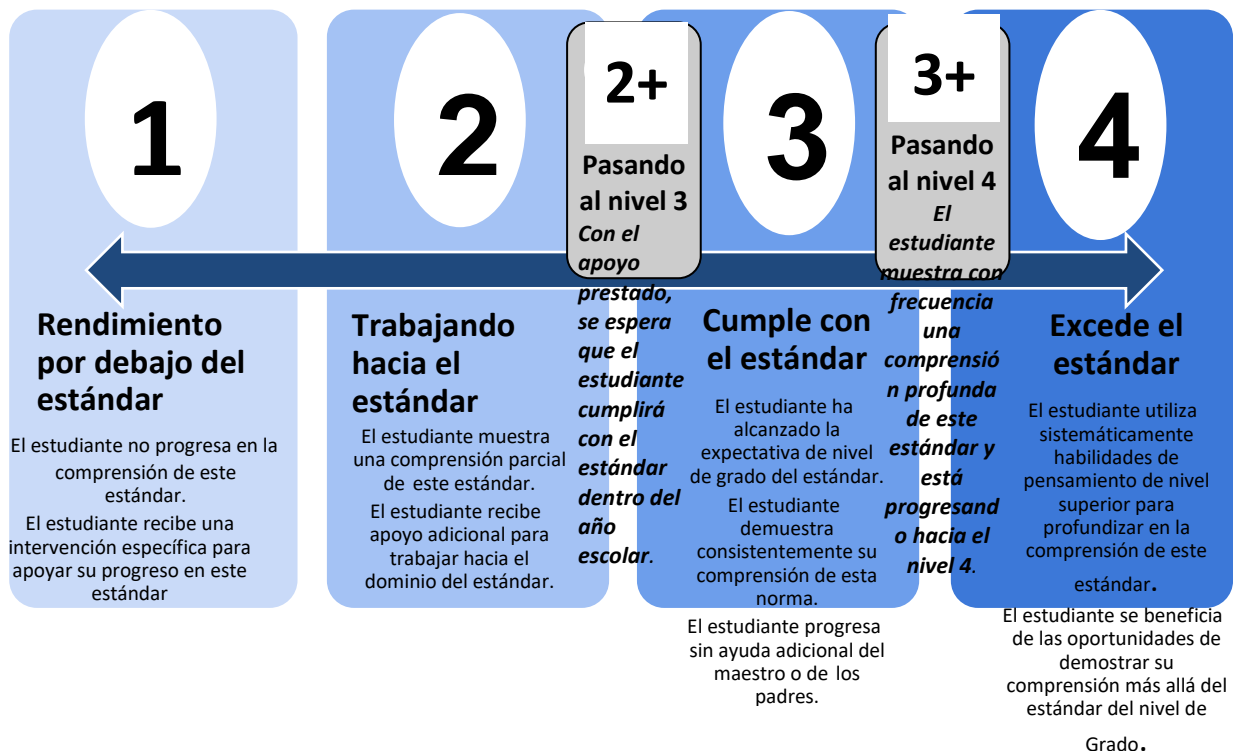 1
Rendimiento
por debajo del
estándar
El estudiante no progresa en la
comprensión de este
estándar.
El estudiante recibe una
intervención específica para
apoyar su progreso en este
estándar
2
Trabajando
hacia el
estándar
El estudiante muestra
una comprensión parcial
de este estándar.
El estudiante recibe
apoyo adicional para
trabajar hacia el
dominio del estándar.
2+
Pasando
al nivel 3
Con el
apoyo
prestado,
se espera
que el
estudiante
cumplirá
con el
estándar
dentro del
año
escolar.
3
Cumple con
el estándar
El estudiante ha
alcanzado la
expectativa de nivel
de grado del estándar.
El estudiante
demuestra
consistentemente su
comprensión de esta
norma.
El estudiante progresa
sin ayuda adicional del
maestro o de los
padres.
3+
Pasando
al nivel 4
El
estudiante
muestra con
frecuencia
una
comprensió
n profunda
de este
estándar y
está
progresand
o hacia el
nivel 4.
4
Excede el
estándar
El estudiante utiliza
sistemáticamente
habilidades de
pensamiento de nivel
superior para
profundizar en la
comprensión de este
estándar.
El estudiante se beneficia
de las oportunidades de
demostrar su
comprensión más allá del
estándar del nivel de
Grado.